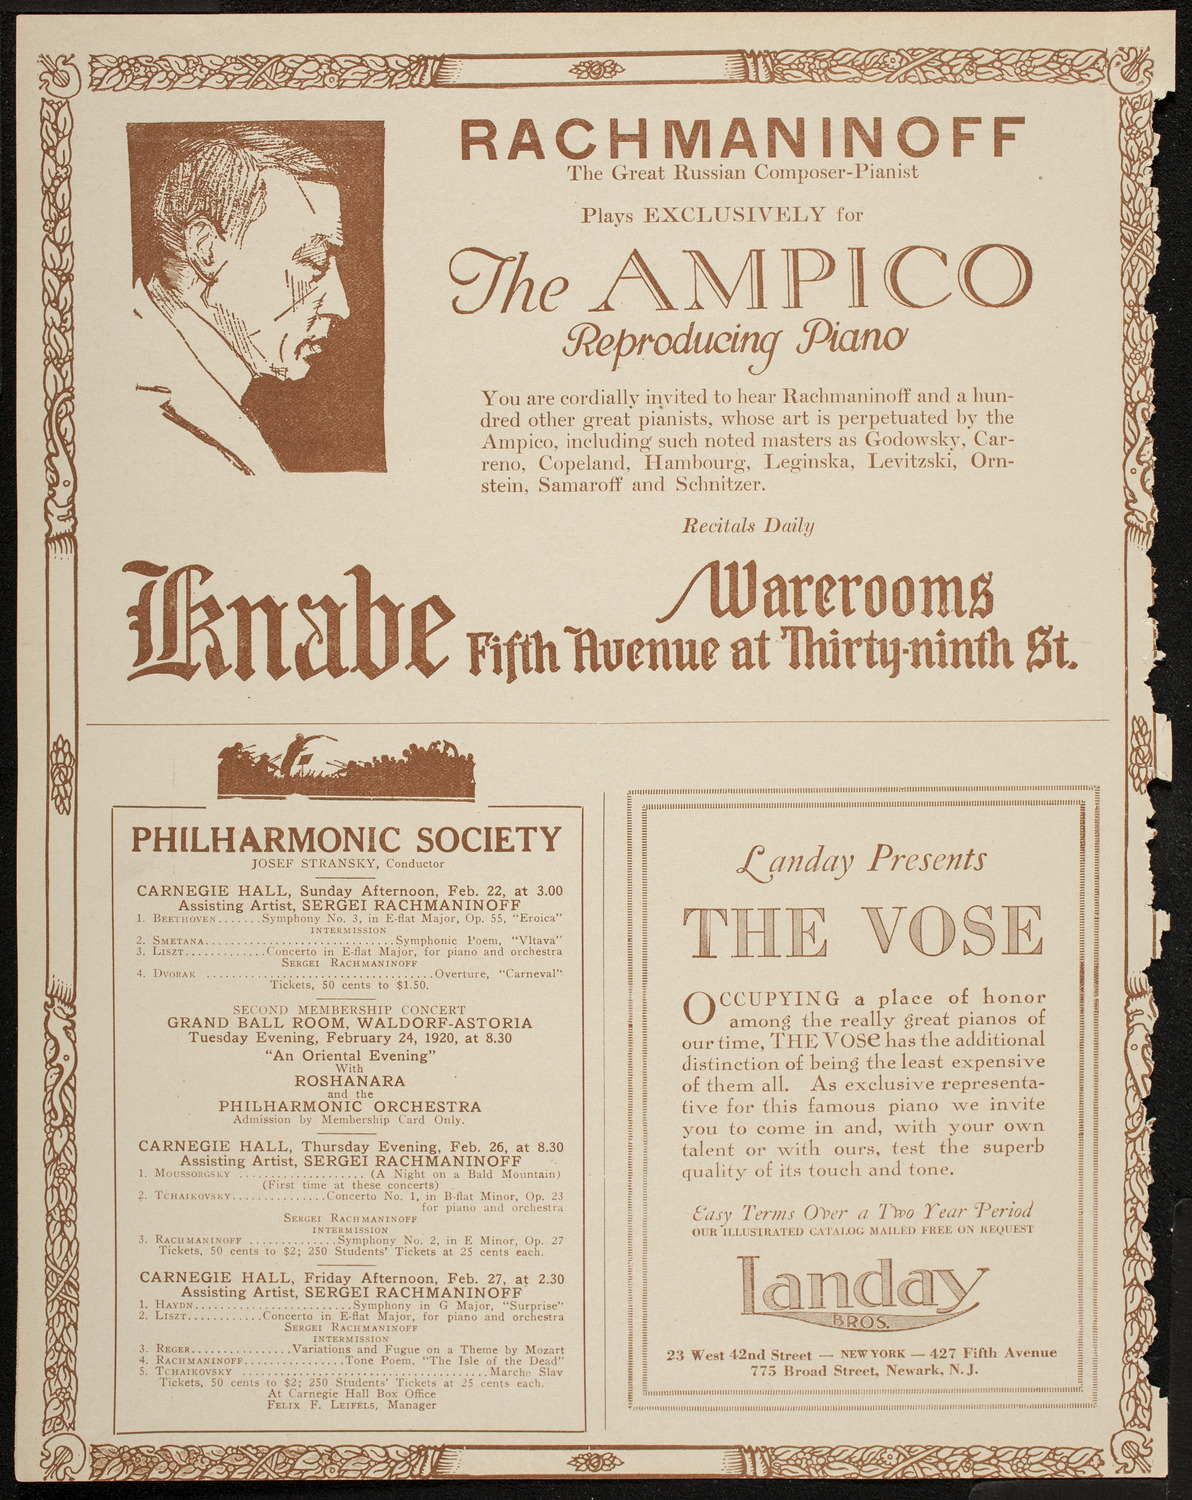 RACHMANINOFF
The Great Russian Composer-Pianist
Plays EXCLUSIVELY for
The AMPICO
Reproducing Piano
You are cordially invited to hear Rachmaninoff and a hun-
dred other great pianists, whose art is perpetuated by the
Ampico, including such noted masters as Godowsky, Car-
reno, Copeland, Hambourg, Leginska, Levitzski, Orn-
stein, Samaroff and Schnitzer.
Recitals Daily
Knabe Warerooms
Fifth Avenue at Thirty-ninth St.
PHILHARMONIC SOCIETY
JOSEF STRANSKY, Conductor
CARNEGIE HALL, Sunday Afternoon, Feb. 22, at 3.00
Assisting Artist, SERGEI RACHMANINOFF
1. BEETHOVEN.......Symphony No. 3, in E-flat Major, Op. 55, "Eroica"
INTERMISSION
2. SMETANA..............................Symphonic Poem, "Vltava"
3. LISZT.............Concerto in E-flat Major, for piano and orchestra
SERGEI RACHMANINOFF
4. DVORAK ....................................Overture, "Carneval"
Tickets, 50 cents to $1.50.
SECOND MEMBERSHIP CONCERT
GRAND BALL ROOM, WALDORF-ASTORIA
Tuesday Evening, February 24, 1920, at 8.30
"An Oriental Evening"
With
ROSHANARA
and the
PHILHARMONIC ORCHESTRA
Admission by Membership Card Only.
CARNEGIE HALL, Thursday Evening, Feb. 26, at 8.30
Assisting Artist, SERGEI RACHMANINOFF
1. MOUSSORGSKY .................... (A Night on a Bald Mountain)
(First time at these concerts)
2. TCHAIKOVSKY...............Concerto No. 1, in B-flat Minor, Op. 23
for piano and orchestra
SERGEI RACHMANINOFF
INTERMISSION
3. RACHMANINOFF ..............Symphony No. 2, in E Minor, Op. 27
Tickets, 50 cents to $2; 250 Students' Tickets at 25 cents each.
CARNEGIE HALL, Friday Afternoon, Feb. 27, at 2.30
Assisting Artist, SERGEI RACHMANINOFF
1. HAYDN.........................Symphony in G Major, "Surprise"
2. LISZT............Concerto in E-flat Major, for piano and orchestra
SERGEI RACHMANINOFF
INTERMISSION
3. REGER................Variations and Fugue on a Theme by Mozart
4. RACHMANINOFF................Tone Poem, "The Isle of the Dead"
5. TCHAIKOVSKY .......................................Marche Slav
Tickets, 50 cents to $2; 250 Students' Tickets at 25 cents each.
At Carnegie Hall Box Office
FELIX F. LEIFELS, Manager
Landay Presents
THE VOSE
OCCUPYING a place of honor
among the really great pianos of
our time, THE VOSE has the additional
distinction of being the least expensive
of them all. As exclusive representa-
tive for this famous piano we invite
you to come in and, with your own
talent or with ours, test the superb
quality of its touch and tone.
Easy Terms Over a Two Year Period
OUR ILLUSTRATED CATALOG MAILED FREE ON REQUEST
Landay
BROS.
23 West 42nd Street — NEW YORK — 427 Fifth Avenue
775 Broad Street, Newark, N. J.